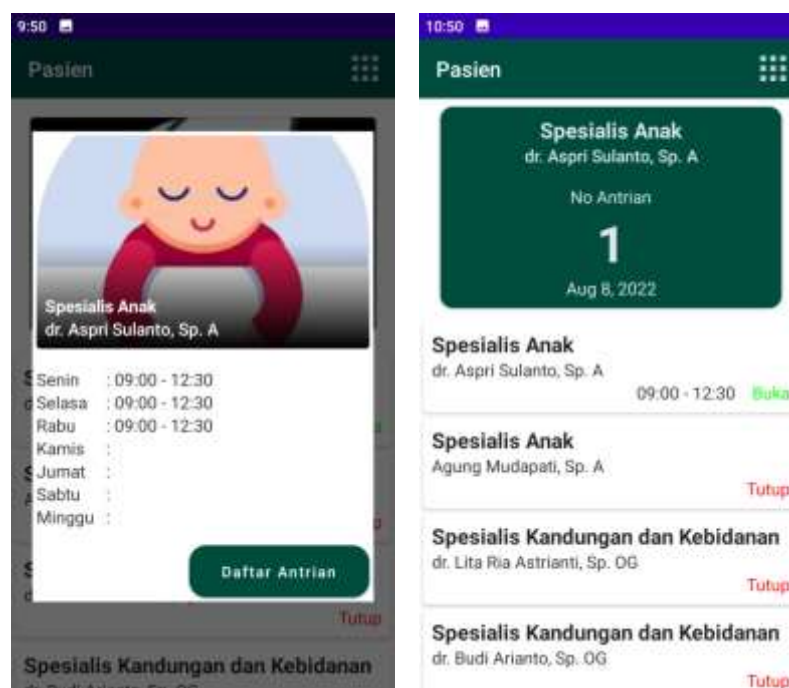 9:50
Pasien
Spesialis Anak
dr. Aspri Sulanto, Sp. A
Senin : 09:00 - 12:30
Selasa : 09:00 - 12:30
Rabu : 09:00 - 12:30
Kamis :
Jumat :
Sabtu :
Minggu :
Daftar Antrian
Tutup
Spesialis Kandungan dan Kebidanan
10:50
Pasien
Spesialis Anak
dr. Aspri Sulanto, Sp. A
No Antrian
1
Aug 8, 2022
Spesialis Anak
dr. Aspri Sulanto, Sp. A
09:00 - 12:30 Buka
Spesialis Anak
Agung Mudapati, Sp. A
Tutup
Spesialis Kandungan dan Kebidanan
dr. Lita Ria Astrianti, Sp. OG
Tutup
Spesialis Kandungan dan Kebidanan
dr. Budi Arianto, Sp. OG
Tutup